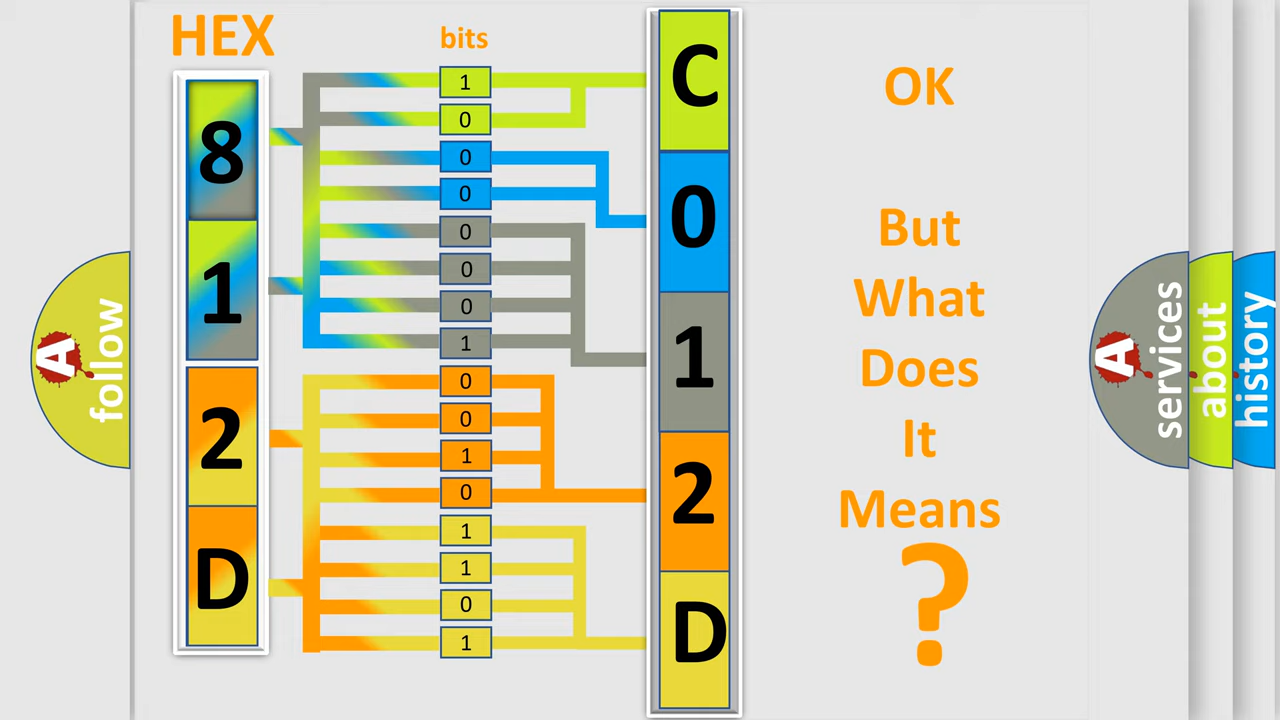 HEX
bits
8
1
2
D
1
0
0
0
0
0
0
1
0
0
1
0
1
1
0
1
C
0
1
2
D
OK
But
What
Does
It
Means
?
A
follow
A
services
about
history